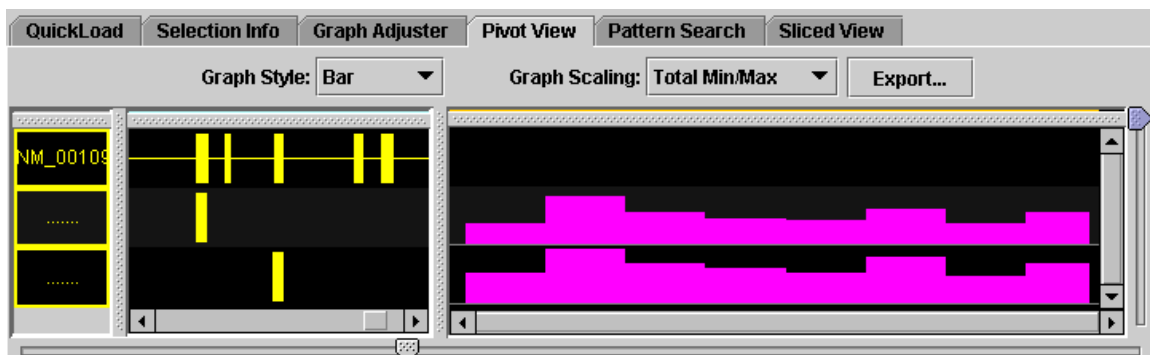 QuickLoad Selection Info Graph Adjuster Pivot View Pattern Search Sliced View
Graph Style: Bar Graph Scaling: Total Min/Max Export...
NM_00109
.......
.......